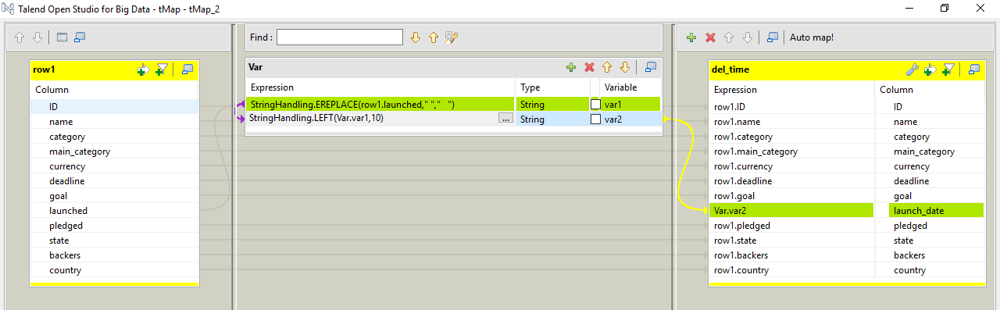 Talend Open Studio for Big Data - tMap - tMap_2
Find :
Auto map!
row1
Column
ID
name
category
main_category
currency
deadline
goal
launched
pledged
state
backers
country
Var
Expression Type Variable
StringHandling.EREPLACE(row1.launched," ","   ") String var1
StringHandling.LEFT(Var.var1,10) ... String var2
del_time
Expression Column
row1.ID ID
row1.name name
row1.category category
row1.main_category main_category
row1.currency currency
row1.deadline deadline
row1.goal goal
Var.var2 launch_date
row1.pledged pledged
row1.state state
row1.backers backers
row1.country country